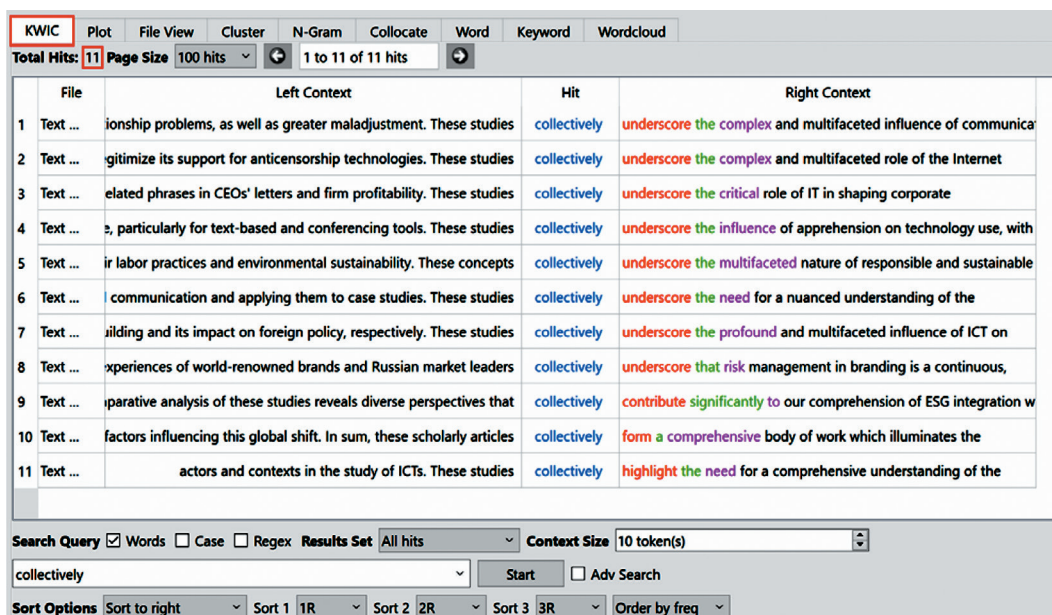 KWIC Plot File View Cluster N-Gram Collocate Word Keyword Wordcloud
Total Hits: 11 Page Size 100 hits 1 to 11 of 11 hits
File Left Context Hit Right Context
1 Text ... ionship problems, as well as greater maladjustment. These studies collectively underscore the complex and multifaceted influence of communica
2 Text ... egitimize its support for anticensorship technologies. These studies collectively underscore the complex and multifaceted role of the Internet
3 Text ... elated phrases in CEOs' letters and firm profitability. These studies collectively underscore the critical role of IT in shaping corporate
4 Text ... e, particularly for text-based and conferencing tools. These studies collectively underscore the influence of apprehension on technology use, with
5 Text ... ir labor practices and environmental sustainability. These concepts collectively underscore the multifaceted nature of responsible and sustainable
6 Text ... communication and applying them to case studies. These studies collectively underscore the need for a nuanced understanding of the
7 Text ... uilding and its impact on foreign policy, respectively. These studies collectively underscore the profound and multifaceted influence of ICT on
8 Text ... experiences of world-renowned brands and Russian market leaders collectively underscore that risk management in branding is a continuous,
9 Text ... parative analysis of these studies reveals diverse perspectives that collectively contribute significantly to our comprehension of ESG integration w
10 Text ... factors influencing this global shift. In sum, these scholarly articles collectively form a comprehensive body of work which illuminates the
11 Text ... actors and contexts in the study of ICTs. These studies collectively highlight the need for a comprehensive understanding of the
Search Query Words Case Regex Results Set All hits Context Size 10 token(s)
collectively Start Adv Search
Sort Options Sort to right Sort 1 1R Sort 2 2R Sort 3 3R Order by freq